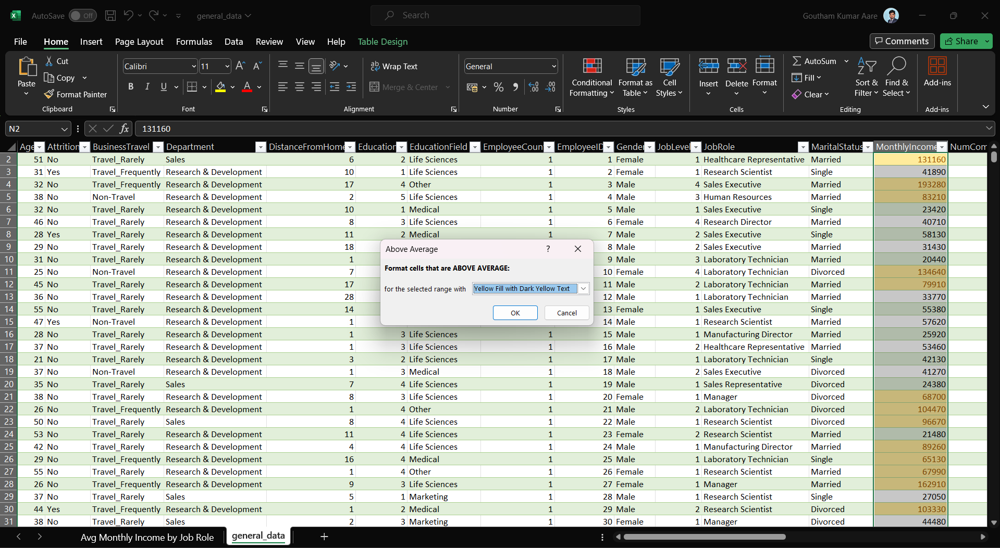 AutoSave Off general_data Search Goutham Kumar Aare
File Home Insert Page Layout Formulas Data Review View Help Table Design Comments Share
Paste Cut Copy Format Painter
Clipboard
Calibri 11
B I U A
Font
Wrap Text
Merge & Center
Alignment
General
% 9 .00 .00
Number
Conditional Formatting Format as Table Cell Styles
Styles
Insert Delete Format
Cells
AutoSum Fill Clear Sort & Filter Find & Select
Editing
Add-ins
Add-ins
N2 fx 131160
Age Attrition BusinessTravel Department DistanceFromHome Education EducationField EmployeeCoun EmployeeID Gender JobLevel JobRole MaritalStatus MonthlyIncome NumCom
2 51 No Travel_Rarely Sales 6 2 Life Sciences 1 1 Female 1 Healthcare Representative Married 131160
3 31 Yes Travel_Frequently Research & Development 10 1 Life Sciences 1 2 Female 1 Research Scientist Single 41890
4 32 No Travel_Frequently Research & Development 17 4 Other 1 3 Male 4 Sales Executive Married 193280
5 38 No Non-Travel Research & Development 2 5 Life Sciences 1 4 Male 3 Human Resources Married 83210
6 32 No Travel_Rarely Research & Development 10 1 Medical 1 5 Male 1 Sales Executive Single 23420
7 46 No Travel_Rarely Research & Development 8 3 Life Sciences 1 6 Female 4 Research Director Married 40710
8 28 Yes Travel_Rarely Research & Development 11 2 Medical 1 7 Male 2 Sales Executive Single 58130
9 29 No Travel_Rarely Research & Development 18 8 Male 2 Sales Executive Married 31430
10 31 No Travel_Rarely Research & Development 1 9 Male 3 Laboratory Technician Married 20440
11 25 No Non-Travel Research & Development 7 10 Female 4 Laboratory Technician Divorced 134640
12 45 No Travel_Rarely Research & Development 17 11 Male 2 Laboratory Technician Married 79910
13 36 No Travel_Rarely Research & Development 28 12 Male 1 Laboratory Technician Married 33770
14 55 No Travel_Rarely Research & Development 14 13 Female 1 Sales Executive Single 55380
15 47 Yes Non-Travel Research & Development 1 14 Male 1 Research Scientist Married 57620
Above Average ?
Format cells that are ABOVE AVERAGE:
for the selected range with Yellow Fill with Dark Yellow Text
OK Cancel
16 28 No Travel_Rarely Research & Development 1 3 Life Sciences 1 15 Male 1 Manufacturing Director Married 25920
17 37 No Travel_Rarely Research & Development 1 3 Life Sciences 1 16 Male 2 Healthcare Representative Married 53460
18 21 No Travel_Rarely Research & Development 3 2 Life Sciences 1 17 Male 1 Laboratory Technician Single 42130
19 37 No Non-Travel Research & Development 1 3 Medical 1 18 Male 2 Sales Executive Divorced 41270
20 35 No Travel_Rarely Sales 7 4 Life Sciences 1 19 Male 1 Sales Representative Divorced 24380
21 38 No Travel_Rarely Research & Development 8 3 Life Sciences 1 20 Female 1 Manager Divorced 68700
22 26 No Travel_Frequently Research & Development 1 4 Other 1 21 Male 2 Laboratory Technician Divorced 104470
23 50 No Travel_Rarely Sales 8 4 Life Sciences 1 22 Male 1 Research Scientist Divorced 96670
24 53 No Travel_Rarely Research & Development 11 4 Life Sciences 1 23 Female 2 Research Scientist Married 21480
25 42 No Travel_Rarely Research & Development 4 4 Life Sciences 1 24 Male 1 Manufacturing Director Married 89260
26 29 No Travel_Frequently Research & Development 16 4 Medical 1 25 Male 1 Laboratory Technician Single 65130
27 55 No Travel_Rarely Research & Development 1 4 Other 1 26 Female 1 Research Scientist Married 67990
28 26 No Travel_Frequently Research & Development 9 3 Life Sciences 1 27 Female 1 Manager Married 162910
29 37 No Travel_Rarely Sales 5 1 Marketing 1 28 Male 1 Research Scientist Single 27050
30 44 Yes Travel_Frequently Research & Development 1 2 Medical 1 29 Male 2 Research Scientist Divorced 103330
31 38 No Travel_Rarely Sales 2 3 Marketing 1 30 Female 1 Manager Divorced 44480
Avg Monthly Income by Job Role general_data +